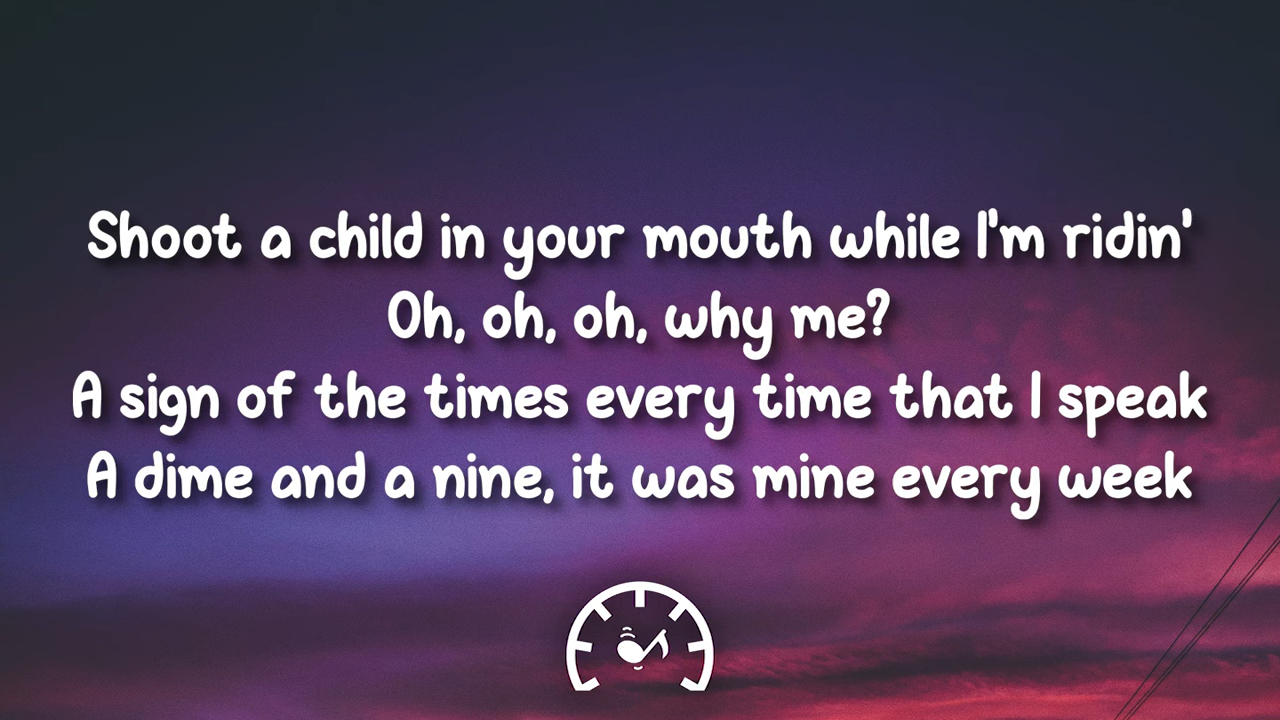 Shoot a child in your mouth while I'm ridin'
Oh, oh, oh, why me?
A sign of the times every time that I speak
A dime and a nine, it was mine every week